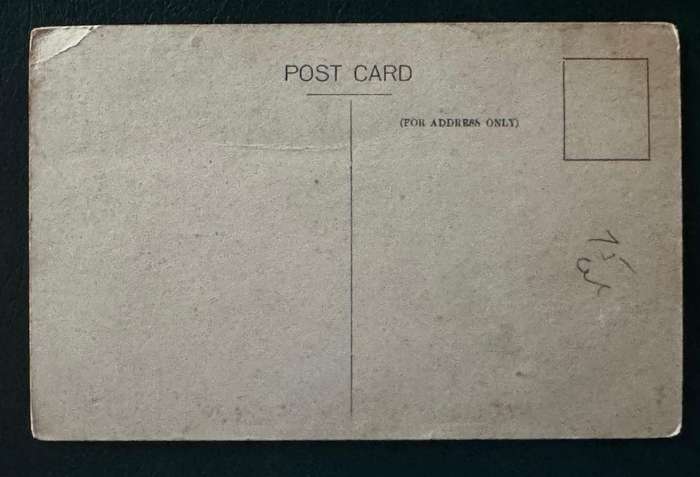 POST CARD
(FOR ADDRESS ONLY)